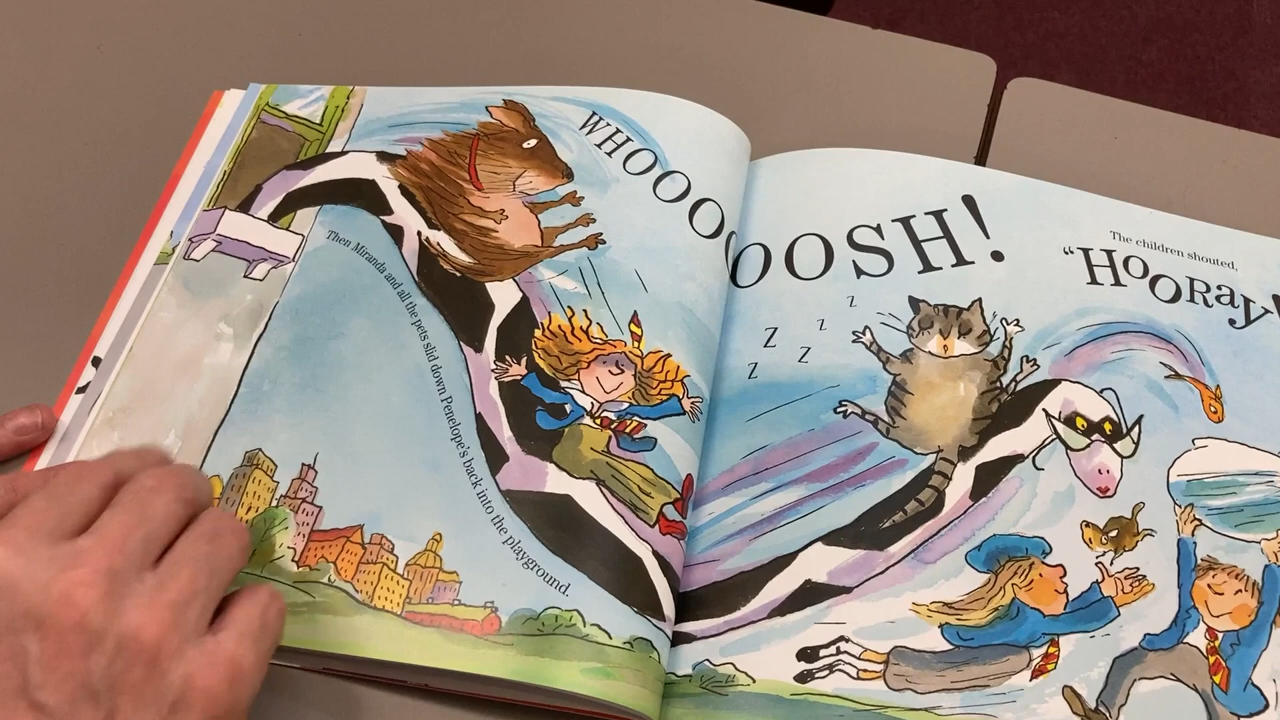 WHOOOOOOSH!
Then Miranda and all the pets slid down Penelope's back into the playground.
z
z
Z
Z
Z
The children shouted,
"HOORay